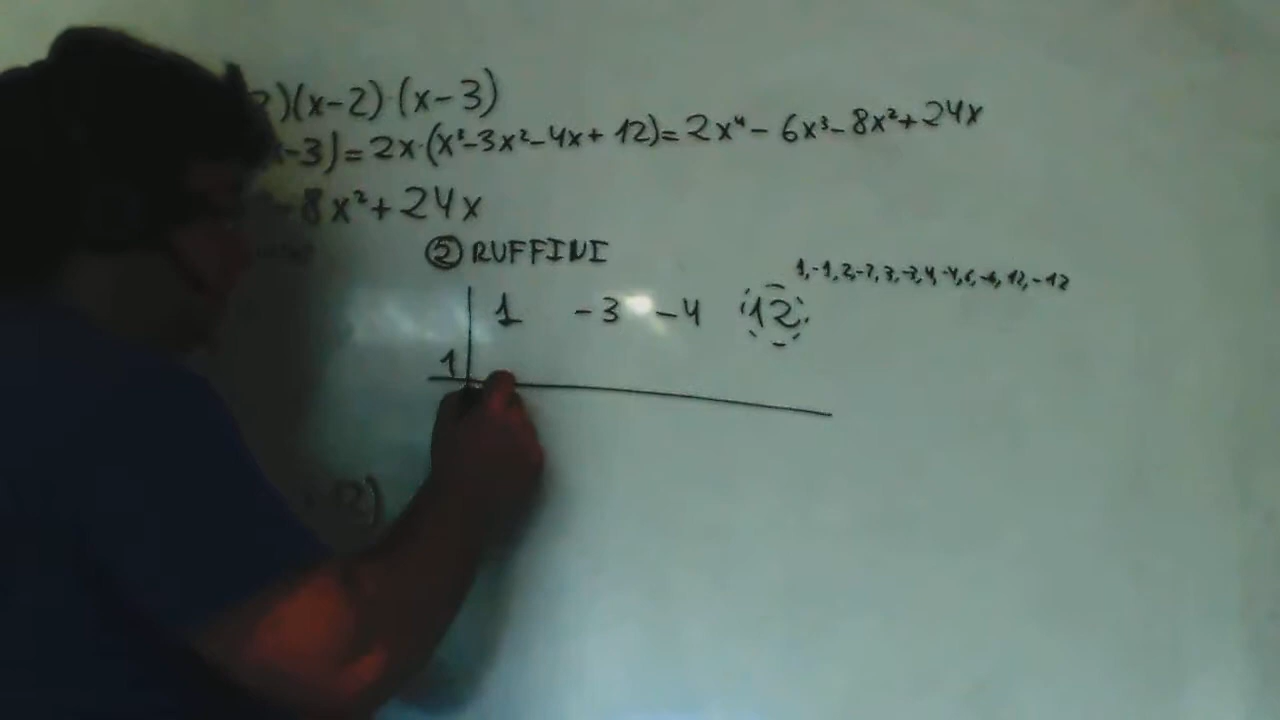 )(x-2)·(x-3)
-3)=2x·(x³-3x²-4x+12)=2x⁴-6x³-8x²+24x
-8x²+24x
② RUFFINI
1,-1,2,-2,3,-3,4,-4,6,-6,12,-12
1 -3 -4 12
1